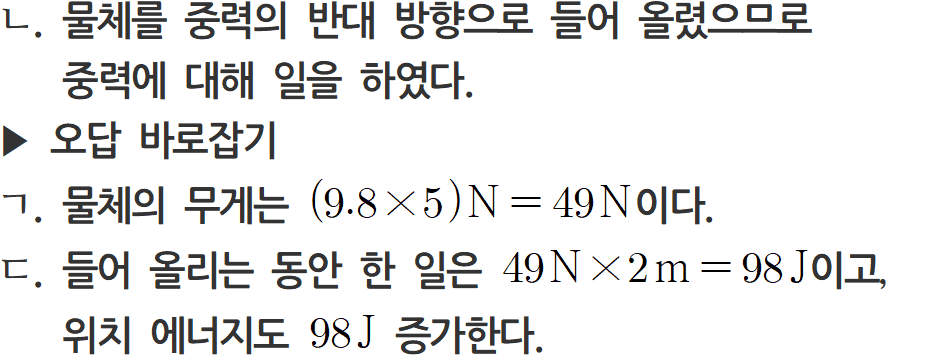 ㄴ. 물체를 중력의 반대 방향으로 들어 올렸으므로
중력에 대해 일을 하였다.
▶ 오답 바로잡기
ㄱ. 물체의 무게는 (9.8×5)N=49N이다.
ㄷ. 들어 올리는 동안 한 일은 49N×2m=98J이고,
위치 에너지도 98J 증가한다.